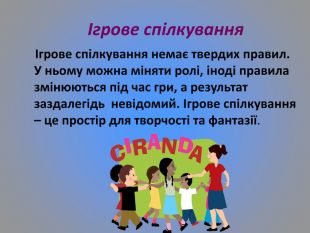 Ігрове спілкування
Ігрове спілкування немає твердих правил.
У ньому можна міняти ролі, іноді правила
змінюються під час гри, а результат
заздалегідь невідомий. Ігрове спілкування
– це простір для творчості та фантазії.
CIRANDA